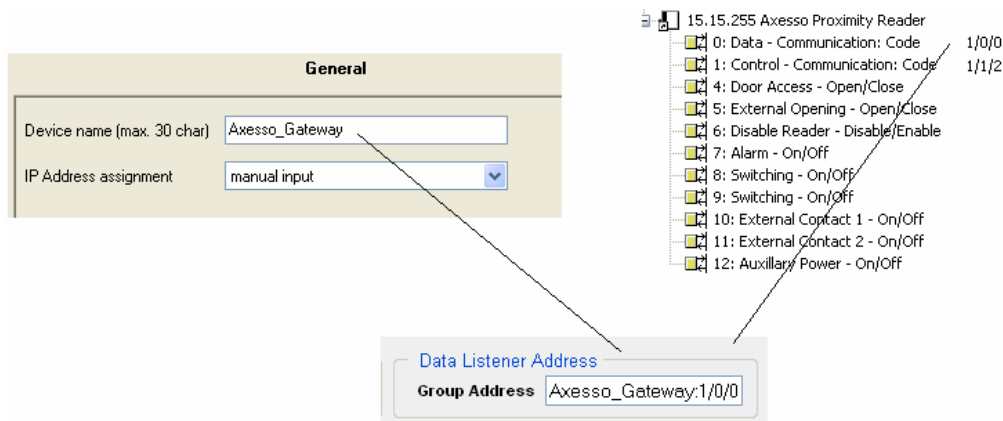 General
Device name (max. 30 char) Axesso_Gateway
IP Address assignment manual input
15.15.255 Axesso Proximity Reader
0: Data - Communication: Code 1/0/0
1: Control - Communication: Code 1/1/2
4: Door Access - Open/Close
5: External Opening - Open/Close
6: Disable Reader - Disable/Enable
7: Alarm - On/Off
8: Switching - On/Off
9: Switching - On/Off
10: External Contact 1 - On/Off
11: External Contact 2 - On/Off
12: Auxillary Power - On/Off
Data Listener Address
Group Address Axesso_Gateway:1/0/0